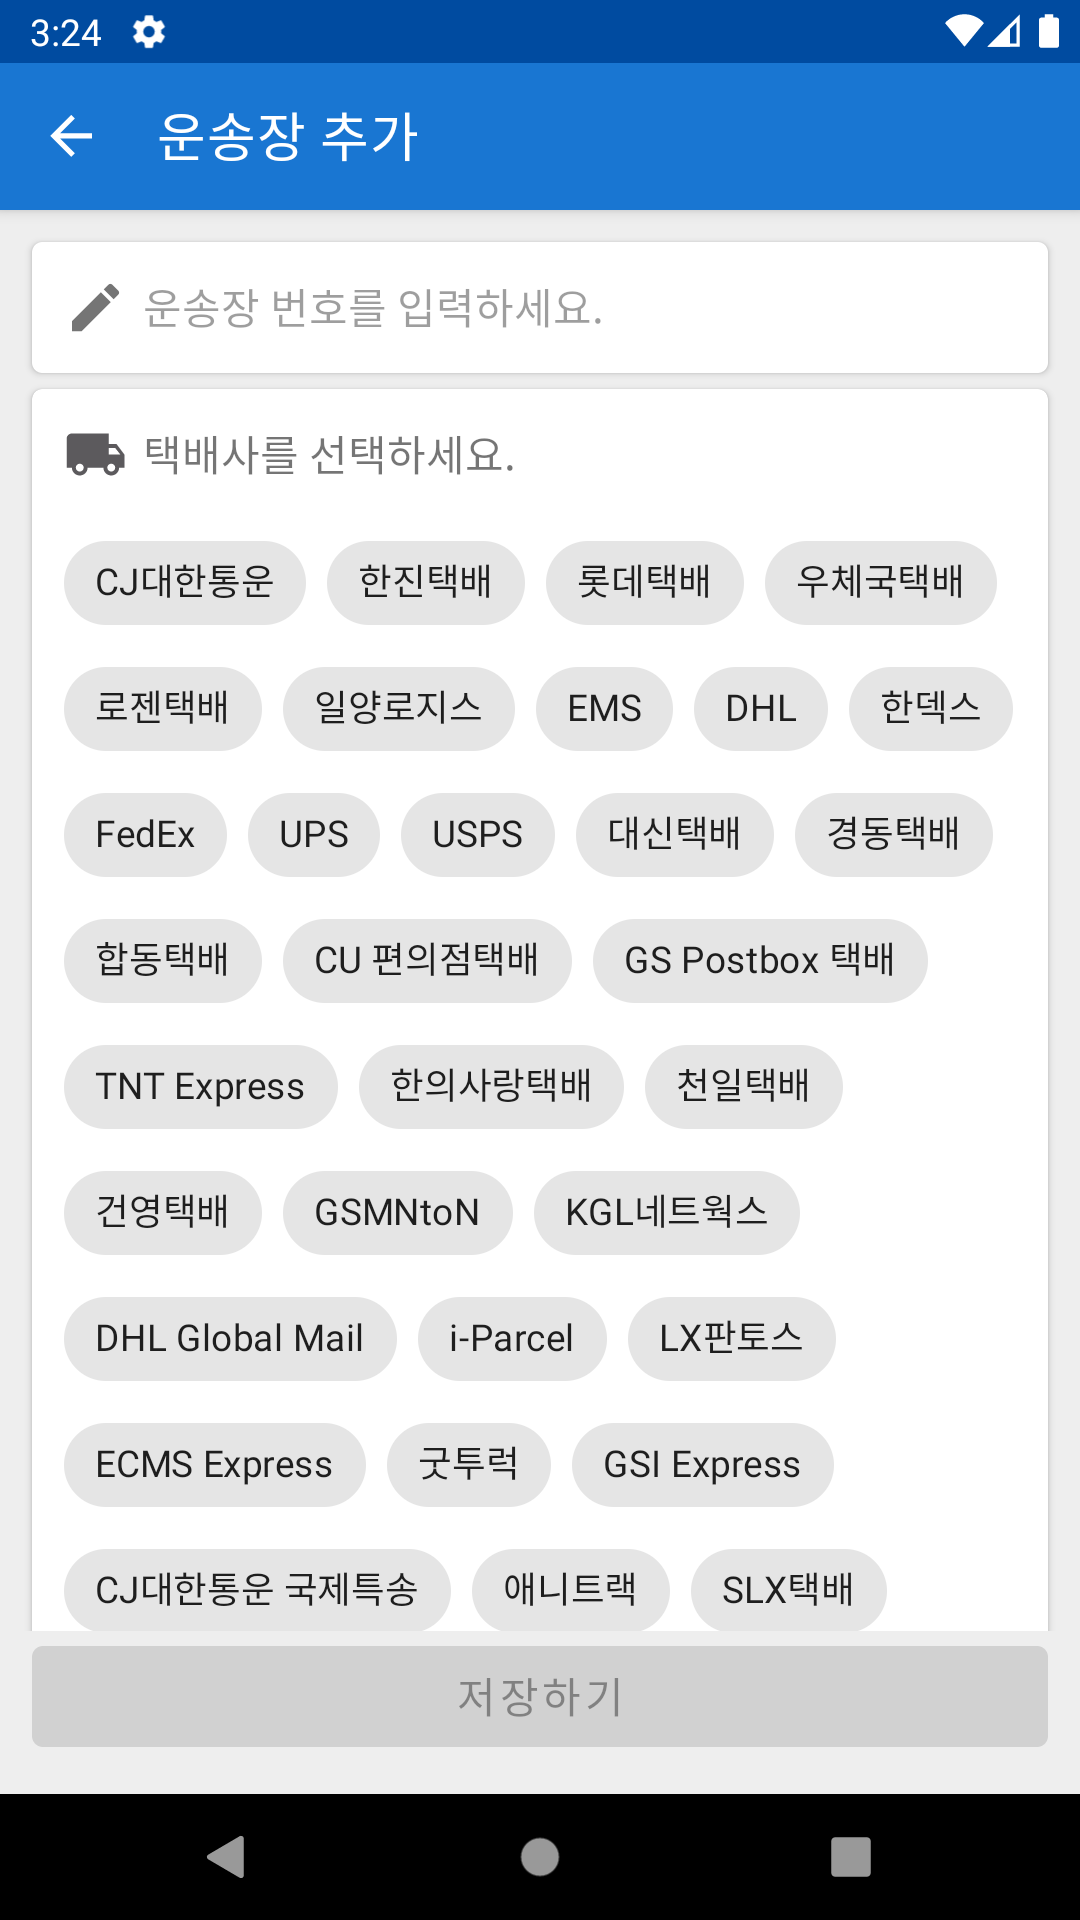 3:24
운송장 추가
운송장 번호를 입력하세요.
택배사를 선택하세요.
CJ대한통운 한진택배 롯데택배 우체국택배
로젠택배 일양로지스 EMS DHL 한덱스
FedEx UPS USPS 대신택배 경동택배
합동택배 CU 편의점택배 GS Postbox 택배
TNT Express 한의사랑택배 천일택배
건영택배 GSMNtoN KGL네트웍스
DHL Global Mail i-Parcel LX판토스
ECMS Express 굿투럭 GSI Express
CJ대한통운 국제특송 애니트랙 SLX택배
저장하기